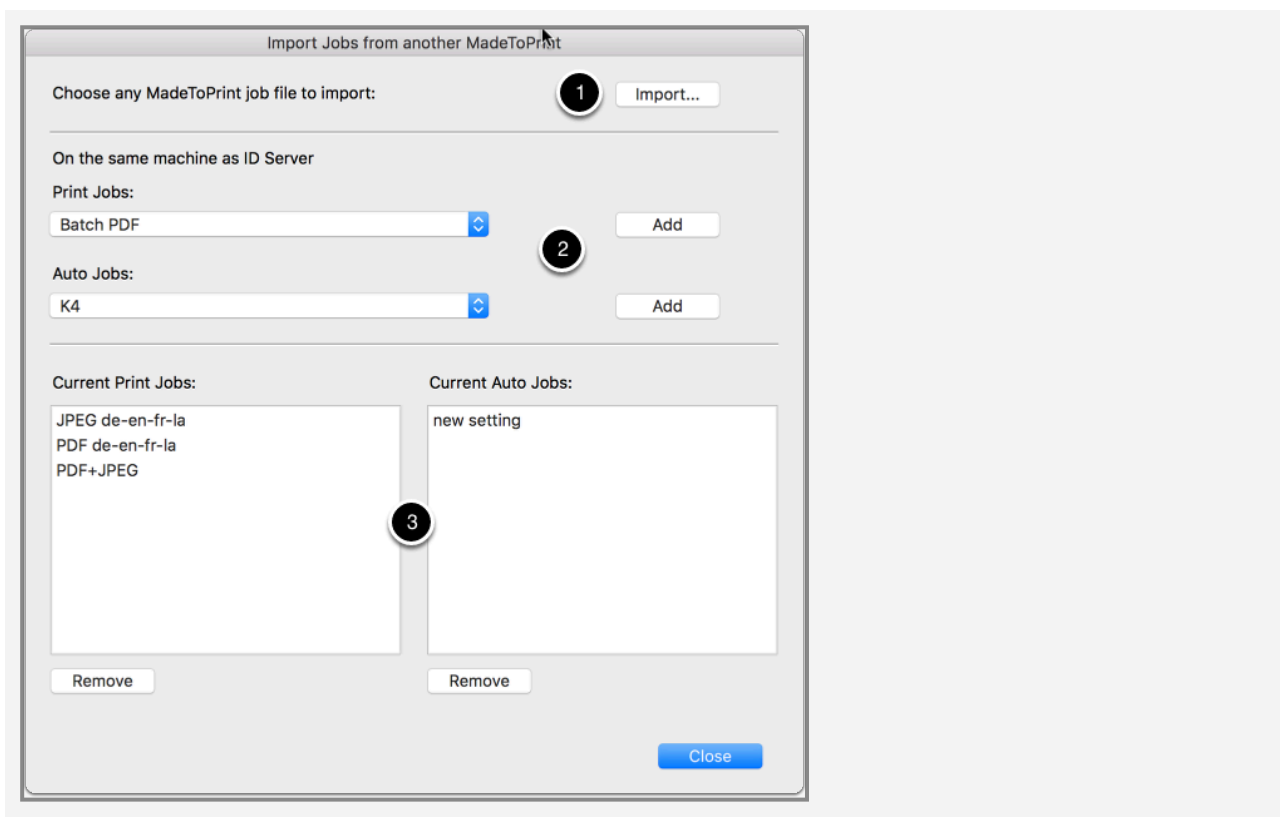 Import Jobs from another MadeToPrint
Choose any MadeToPrint job file to import:
1
Import...
On the same machine as ID Server
Print Jobs:
Batch PDF
Add
2
Auto Jobs:
K4
Add
Current Print Jobs:
Current Auto Jobs:
JPEG de-en-fr-la
new setting
PDF de-en-fr-la
PDF+JPEG
3
Remove
Remove
Close